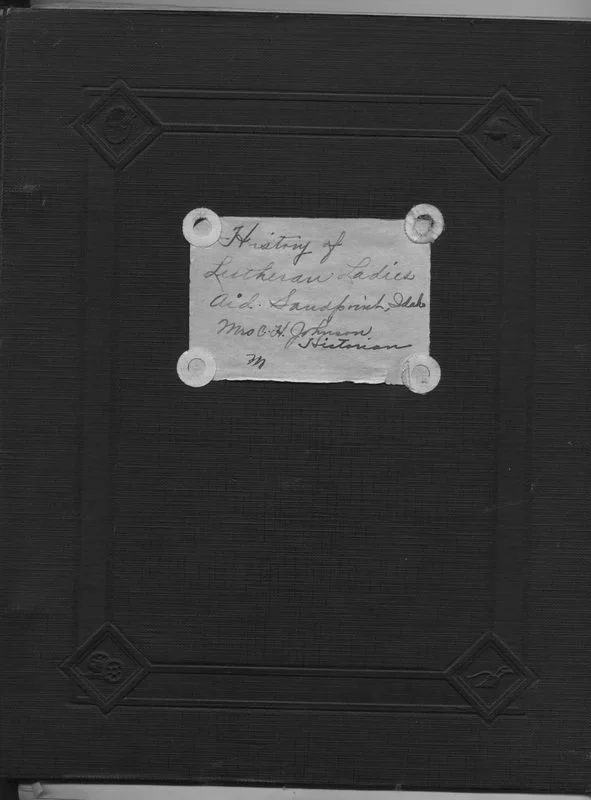 History of
Lutheran Ladies
Aid. Sandpoint, Idaho
Mrs C. H. Johnson
Historian
M